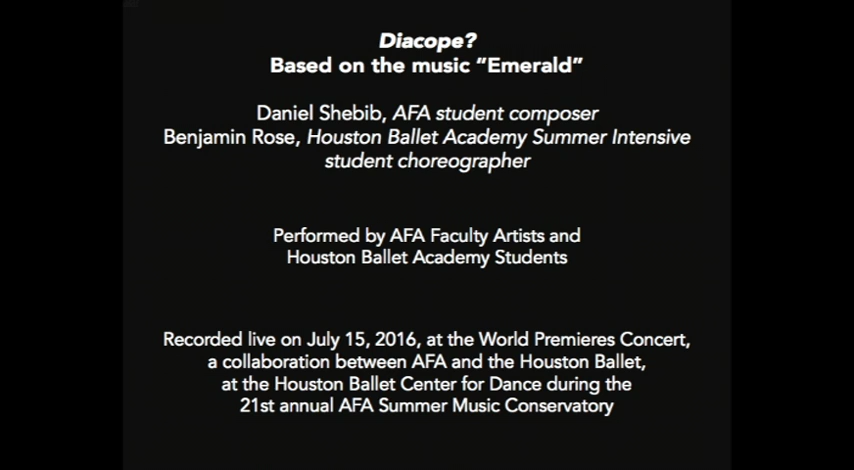 Diacope?
Based on the music “Emerald”
Daniel Shebib, AFA student composer
Benjamin Rose, Houston Ballet Academy Summer Intensive
student choreographer
Performed by AFA Faculty Artists and
Houston Ballet Academy Students
Recorded live on July 15, 2016, at the World Premieres Concert,
a collaboration between AFA and the Houston Ballet,
at the Houston Ballet Center for Dance during the
21st annual AFA Summer Music Conservatory